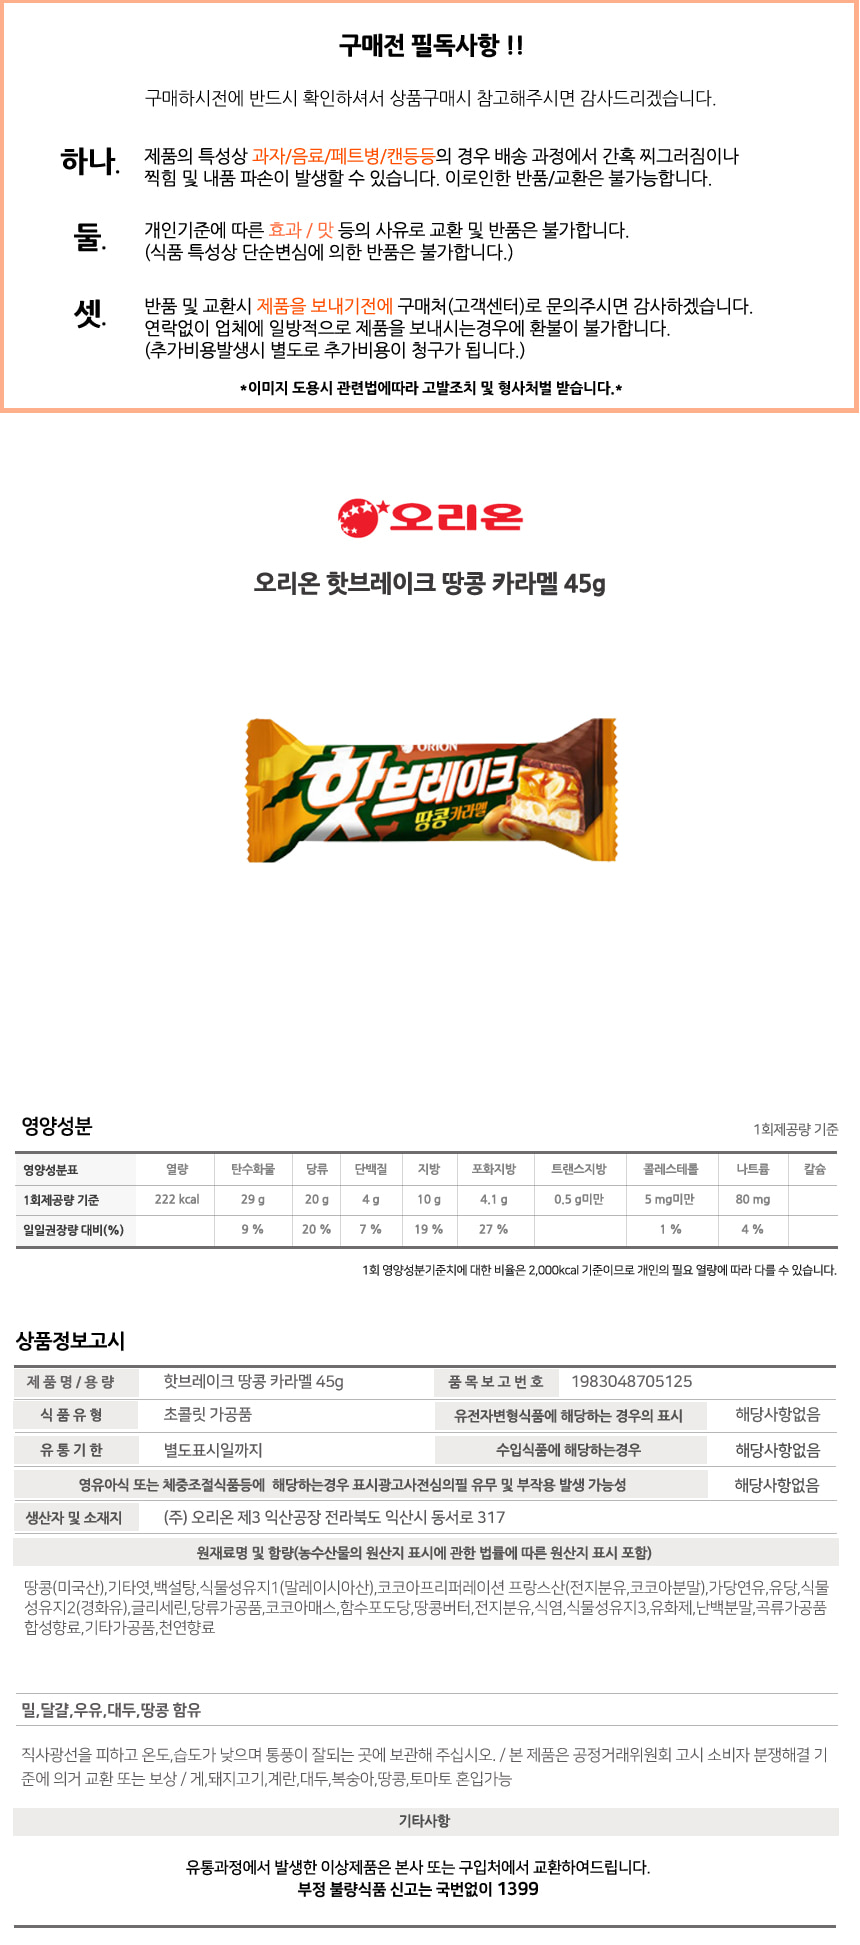 구매전 필독사항 !!
구매하시전에 반드시 확인하셔서 상품구매시 참고해주시면 감사드리겠습니다.
하나. 제품의 특성상 과자/음료/페트병/캔등등의 경우 배송 과정에서 간혹 찌그러짐이나
찍힘 및 내품 파손이 발생할 수 있습니다. 이로인한 반품/교환은 불가능합니다.
둘. 개인기준에 따른 효과 / 맛 등의 사유로 교환 및 반품은 불가합니다.
(식품 특성상 단순변심에 의한 반품은 불가합니다.)
셋. 반품 및 교환시 제품을 보내기전에 구매처(고객센터)로 문의주시면 감사하겠습니다.
연락없이 업체에 일방적으로 제품을 보내시는경우에 환불이 불가합니다.
(추가비용발생시 별도로 추가비용이 청구가 됩니다.)
*이미지 도용시 관련법에따라 고발조치 및 형사처벌 받습니다.*
오리온
오리온 핫브레이크 땅콩 카라멜 45g
ORION
핫브레이크
땅콩카라멜
영양성분
1회제공량 기준
영양성분표 열량 탄수화물 당류 단백질 지방 포화지방 트랜스지방 콜레스테롤 나트륨 칼슘
1회제공량 기준 222 kcal 29 g 20 g 4 g 10 g 4.1 g 0.5 g미만 5 mg미만 80 mg
일일권장량 대비(%) 9 % 20 % 7 % 19 % 27 % 1 % 4 %
1회 영양성분기준치에 대한 비율은 2,000kcal 기준이므로 개인의 필요 열량에 따라 다를 수 있습니다.
상품정보고시
제 품 명 / 용 량 핫브레이크 땅콩 카라멜 45g 품 목 보 고 번 호 1983048705125
식 품 유 형 초콜릿 가공품 유전자변형식품에 해당하는 경우의 표시 해당사항없음
유 통 기 한 별도표시일까지 수입식품에 해당하는경우 해당사항없음
영유아식 또는 체중조절식품등에 해당하는경우 표시광고사전심의필 유무 및 부작용 발생 가능성 해당사항없음
생산자 및 소재지 (주) 오리온 제3 익산공장 전라북도 익산시 동서로 317
원재료명 및 함량(농수산물의 원산지 표시에 관한 법률에 따른 원산지 표시 포함)
땅콩(미국산),기타엿,백설탕,식물성유지1(말레이시아산),코코아프리퍼레이션 프랑스산(전지분유,코코아분말),가당연유,유당,식물
성유지2(경화유),글리세린,당류가공품,코코아매스,함수포도당,땅콩버터,전지분유,식염,식물성유지3,유화제,난백분말,곡류가공품
합성향료,기타가공품,천연향료
밀,달걀,우유,대두,땅콩 함유
직사광선을 피하고 온도,습도가 낮으며 통풍이 잘되는 곳에 보관해 주십시오. / 본 제품은 공정거래위원회 고시 소비자 분쟁해결 기
준에 의거 교환 또는 보상 / 게,돼지고기,계란,대두,복숭아,땅콩,토마토 혼입가능
기타사항
유통과정에서 발생한 이상제품은 본사 또는 구입처에서 교환하여드립니다.
부정 불량식품 신고는 국번없이 1399